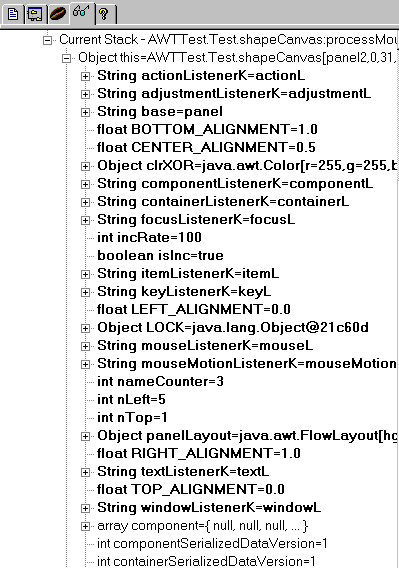 Current Stack - AWTTest.Test.shapeCanvas:processMou
Object this=AWTTest.Test.shapeCanvas[panel2,0,31,
String actionListenerK=actionL
String adjustmentListenerK=adjustmentL
String base=panel
float BOTTOM_ALIGNMENT=1.0
float CENTER_ALIGNMENT=0.5
Object clrXOR=java.awt.Color[r=255,g=255,b
String componentListenerK=componentL
String containerListenerK=containerL
String focusListenerK=focusL
int incRate=100
boolean isInc=true
String itemListenerK=itemL
String keyListenerK=keyL
float LEFT_ALIGNMENT=0.0
Object LOCK=java.lang.Object@21c60d
String mouseListenerK=mouseL
String mouseMotionListenerK=mouseMotion
int nameCounter=3
int nLeft=5
int nTop=1
Object panelLayout=java.awt.FlowLayout[hg
float RIGHT_ALIGNMENT=1.0
String textListenerK=textL
float TOP_ALIGNMENT=0.0
String windowListenerK=windowL
array component={ null, null, null, ... }
int componentSerializedDataVersion=1
int containerSerializedDataVersion=1